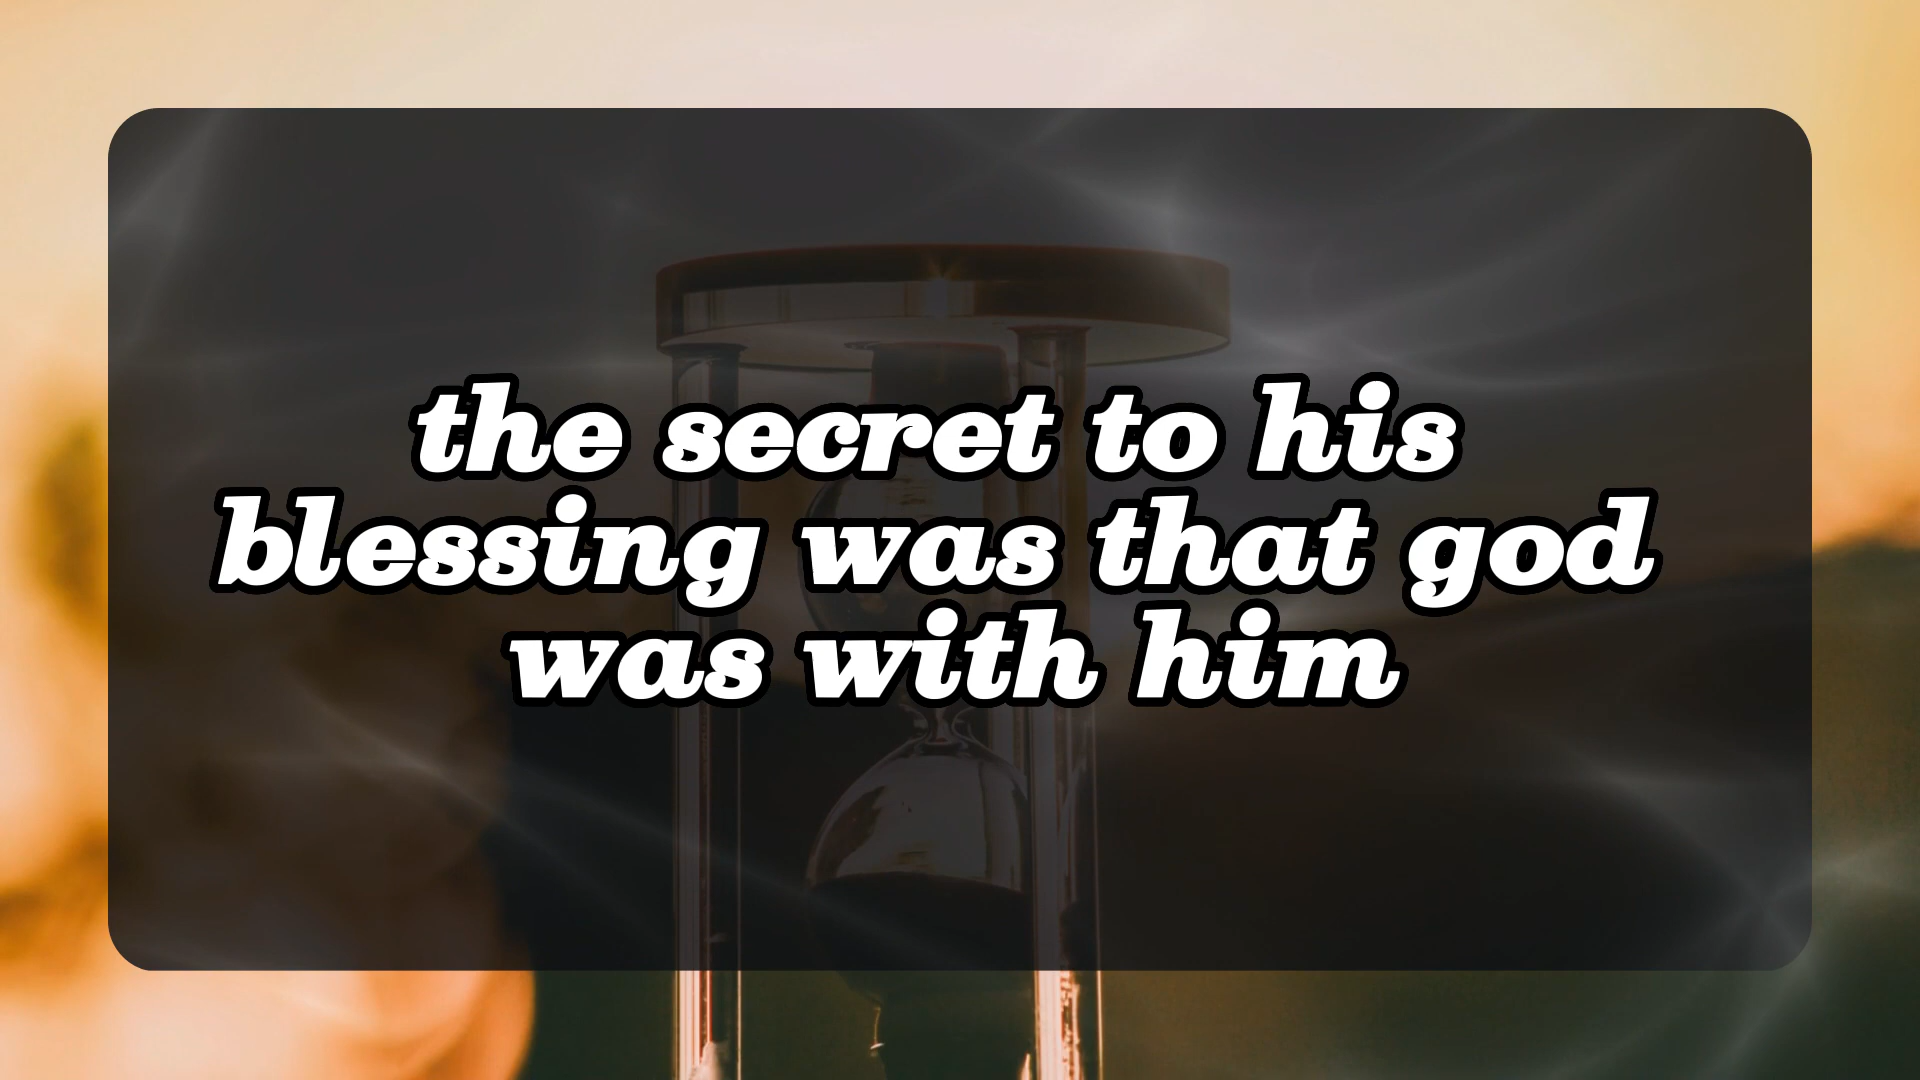 the secret to his
blessing was that god
was with him